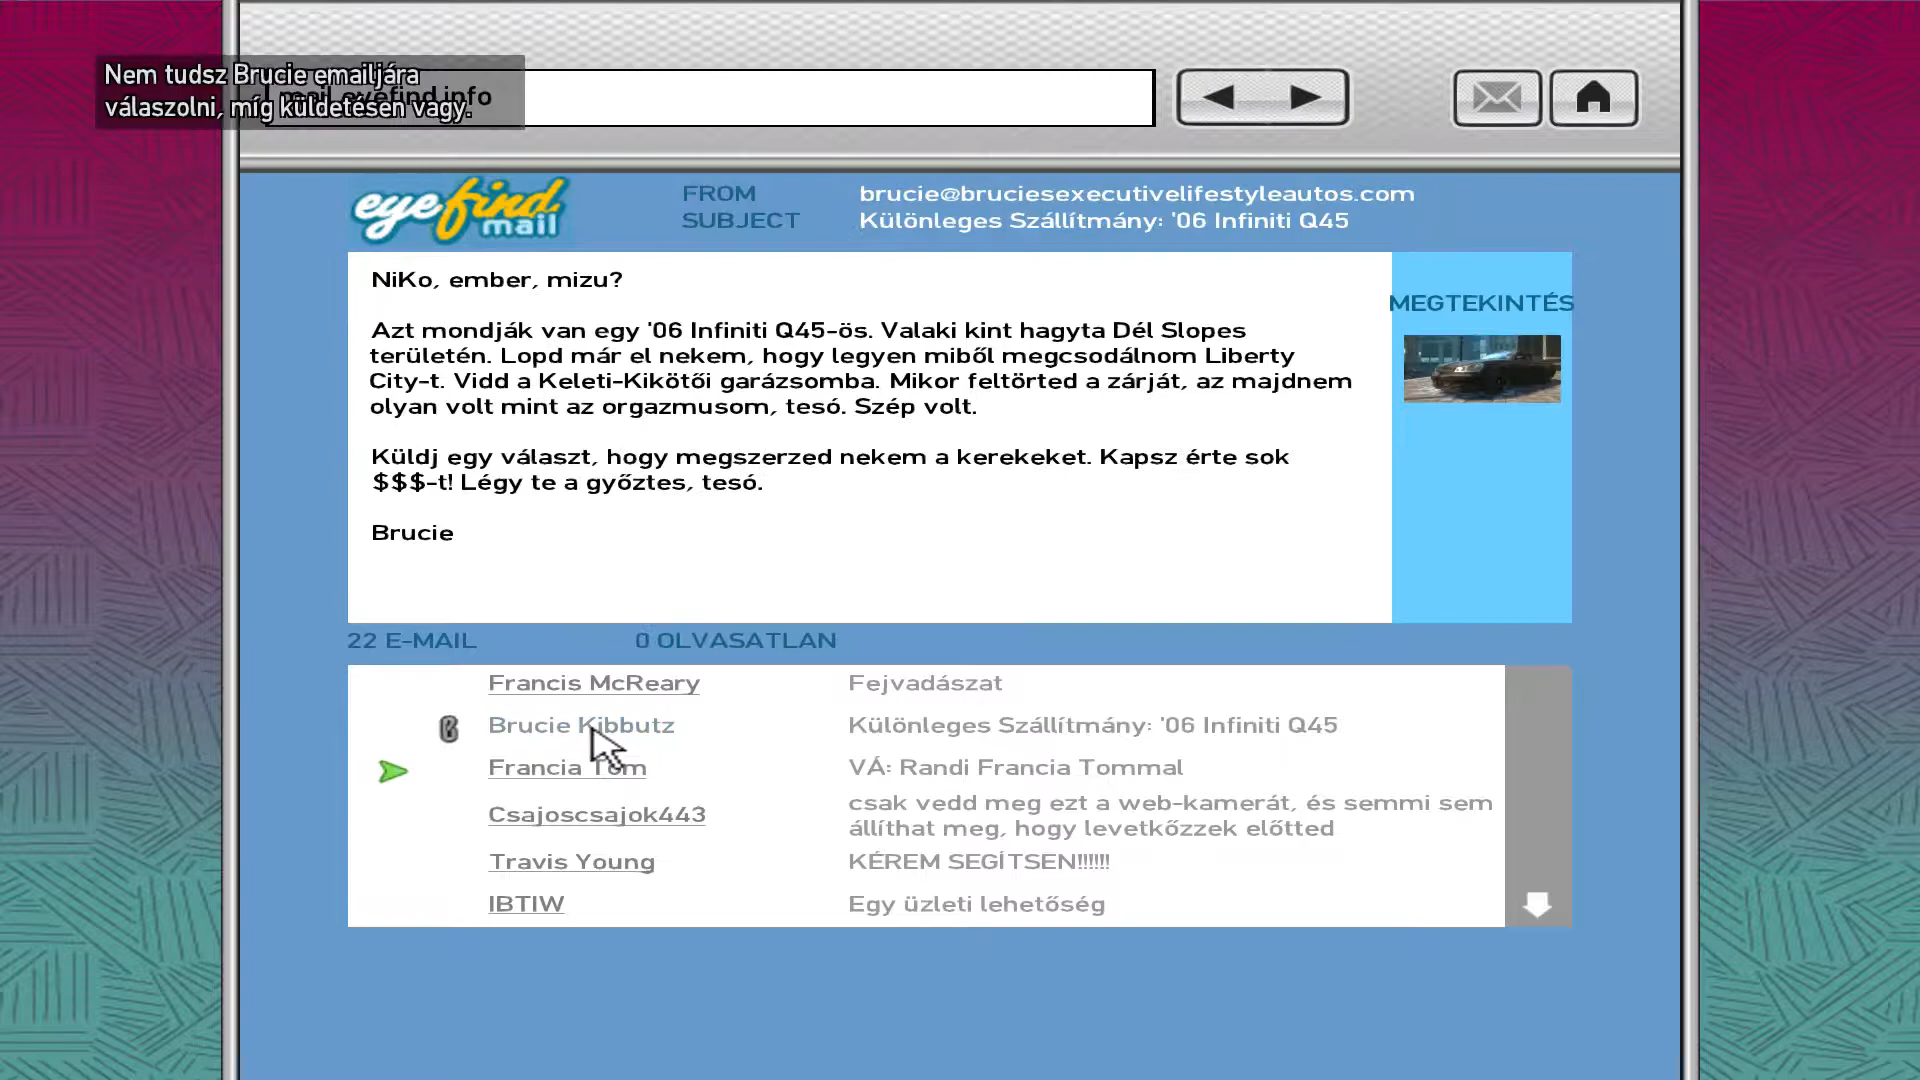 Nem tudsz Brucie emailjára
válaszolni, míg küldetésen vagy.
mail.eyefind.info
eyefind
mail
FROM brucie@bruciesexecutivelifestyleautos.com
SUBJECT Különleges Szállítmány: '06 Infiniti Q45
NiKo, ember, mizu?
Azt mondják van egy '06 Infiniti Q45-ös. Valaki kint hagyta Dél Slopes
területén. Lopd már el nekem, hogy legyen miből megcsodálnom Liberty
City-t. Vidd a Keleti-Kikötői garázsomba. Mikor feltörted a zárját, az majdnem
olyan volt mint az orgazmusom, tesó. Szép volt.
Küldj egy választ, hogy megszerzed nekem a kerekeket. Kapsz érte sok
$$$-t! Légy te a győztes, tesó.
Brucie
MEGTEKINTÉS
22 E-MAIL 0 OLVASATLAN
Francis McReary Fejvadászat
Brucie Kibbutz Különleges Szállítmány: '06 Infiniti Q45
Francia Tom VÁ: Randi Francia Tommal
Csajoscsajok443 csak vedd meg ezt a web-kamerát, és semmi sem
állíthat meg, hogy levetkőzzek előtted
Travis Young KÉREM SEGÍTSEN!!!!!!
IBTIW Egy üzleti lehetőség